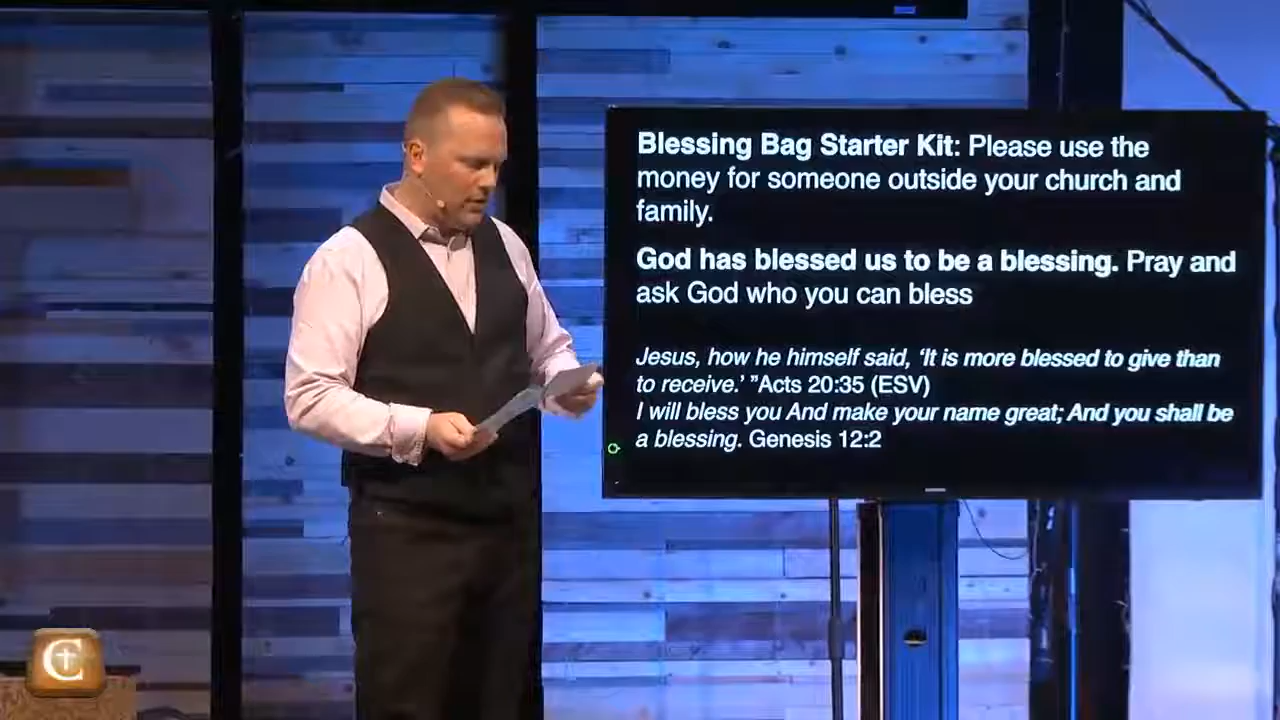 Blessing Bag Starter Kit: Please use the
money for someone outside your church and
family.
God has blessed us to be a blessing. Pray and
ask God who you can bless
Jesus, how he himself said, ‘It is more blessed to give than
to receive.’ ”Acts 20:35 (ESV)
I will bless you And make your name great; And you shall be
a blessing. Genesis 12:2
C